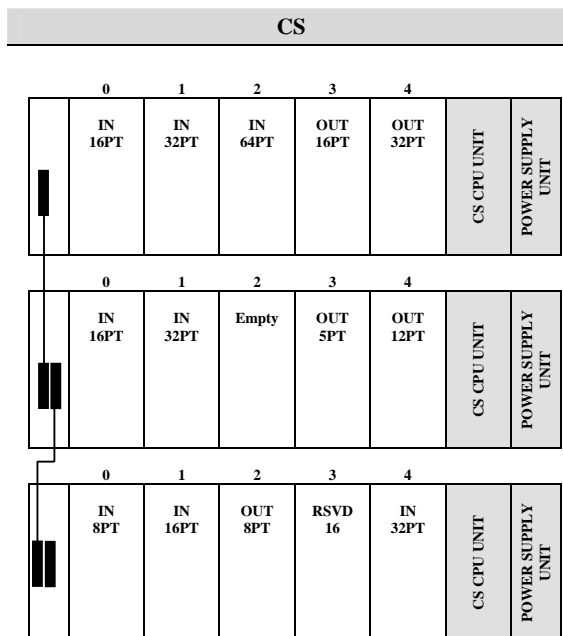 CS
0 1 2 3 4
IN IN IN OUT OUT
16PT 32PT 64PT 16PT 32PT
CS CPU UNIT
POWER SUPPLY
UNIT
0 1 2 3 4
IN IN Empty OUT OUT
16PT 32PT 5PT 12PT
CS CPU UNIT
POWER SUPPLY
UNIT
0 1 2 3 4
IN IN OUT RSVD IN
8PT 16PT 8PT 16 32PT
CS CPU UNIT
POWER SUPPLY
UNIT